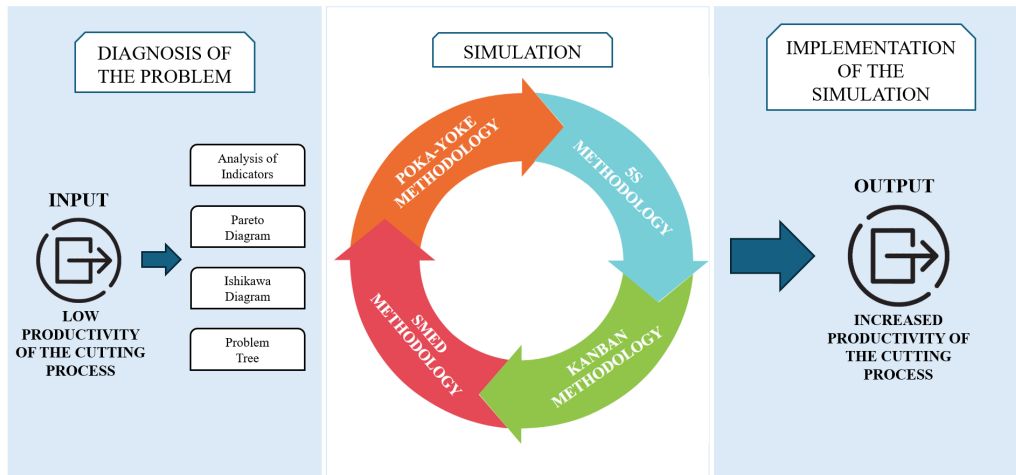 DIAGNOSIS OF
THE PROBLEM
INPUT
LOW
PRODUCTIVITY
OF THE CUTTING
PROCESS
Analysis of
Indicators
Pareto
Diagram
Ishikawa
Diagram
Problem
Tree
SIMULATION
POKA-YOKE
METHODOLOGY
5S
METHODOLOGY
KANBAN
METHODOLOGY
SMED
METHODOLOGY
IMPLEMENTATION
OF THE
SIMULATION
OUTPUT
INCREASED
PRODUCTIVITY OF
THE CUTTING
PROCESS